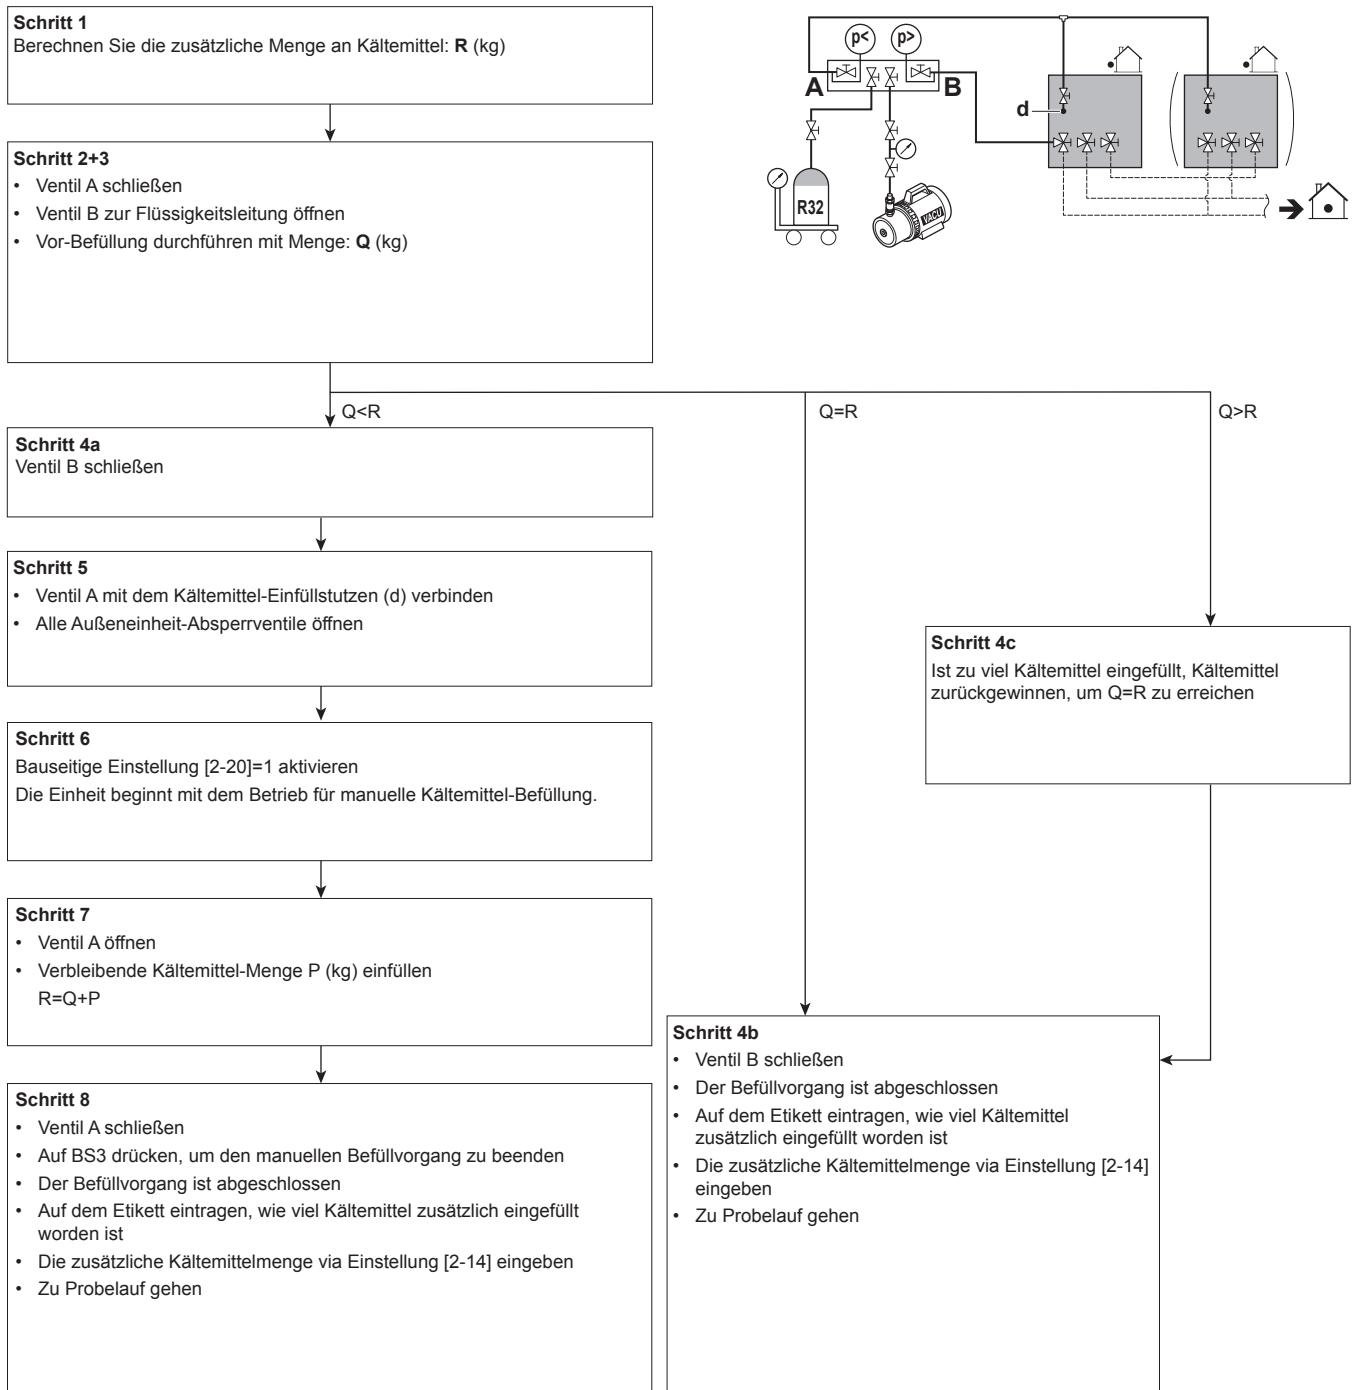 Schritt 1
Berechnen Sie die zusätzliche Menge an Kältemittel: R (kg)
p<
p>
A
B
d
R32
VACU
Schritt 2+3
• Ventil A schließen
• Ventil B zur Flüssigkeitsleitung öffnen
• Vor-Befüllung durchführen mit Menge: Q (kg)
Q<R
Q=R
Q>R
Schritt 4a
Ventil B schließen
Schritt 5
• Ventil A mit dem Kältemittel-Einfüllstutzen (d) verbinden
• Alle Außeneinheit-Absperrventile öffnen
Schritt 4c
Ist zu viel Kältemittel eingefüllt, Kältemittel
zurückgewinnen, um Q=R zu erreichen
Schritt 6
Bauseitige Einstellung [2-20]=1 aktivieren
Die Einheit beginnt mit dem Betrieb für manuelle Kältemittel-Befüllung.
Schritt 7
• Ventil A öffnen
• Verbleibende Kältemittel-Menge P (kg) einfüllen
R=Q+P
Schritt 8
• Ventil A schließen
• Auf BS3 drücken, um den manuellen Befüllvorgang zu beenden
• Der Befüllvorgang ist abgeschlossen
• Auf dem Etikett eintragen, wie viel Kältemittel zusätzlich eingefüllt
worden ist
• Die zusätzliche Kältemittelmenge via Einstellung [2-14] eingeben
• Zu Probelauf gehen
Schritt 4b
• Ventil B schließen
• Der Befüllvorgang ist abgeschlossen
• Auf dem Etikett eintragen, wie viel Kältemittel
zusätzlich eingefüllt worden ist
• Die zusätzliche Kältemittelmenge via Einstellung [2-14]
eingeben
• Zu Probelauf gehen